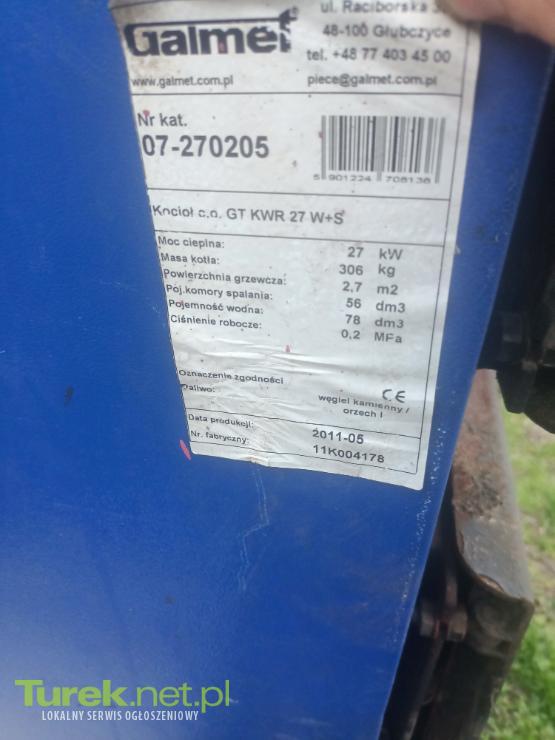 ul. Raciborska
Galmet
48-100 Głubczyce
tel. +48 77 403 45 00
www.galmet.com.pl
piece@galmet.com.pl
Nr kat.
07-270205
5 901224 708138
Kocioł c.o. GT KWR 27 W+S
Moc cieplna: 27 kW
Masa kotła: 306 kg
Powierzchnia grzewcza: 2,7 m2
Poj.komory spalania: 56 dm3
Pojemność wodna: 78 dm3
Ciśnienie robocze: 0,2 MPa
Oznaczenie zgodności CE
Paliwo: węgiel kamienny /
orzech I
Data produkcji: 2011-05
Nr. fabryczny: 11K004178
Turek.net.pl
LOKALNY SERWIS OGŁOSZENIOWY